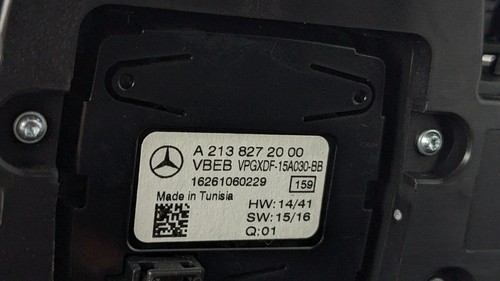 A 213 827 20 00
VBEB VPGXDF-15A030-BB
16261060229 159
Made in Tunisia
HW: 14/41
SW: 15/16
Q: 01